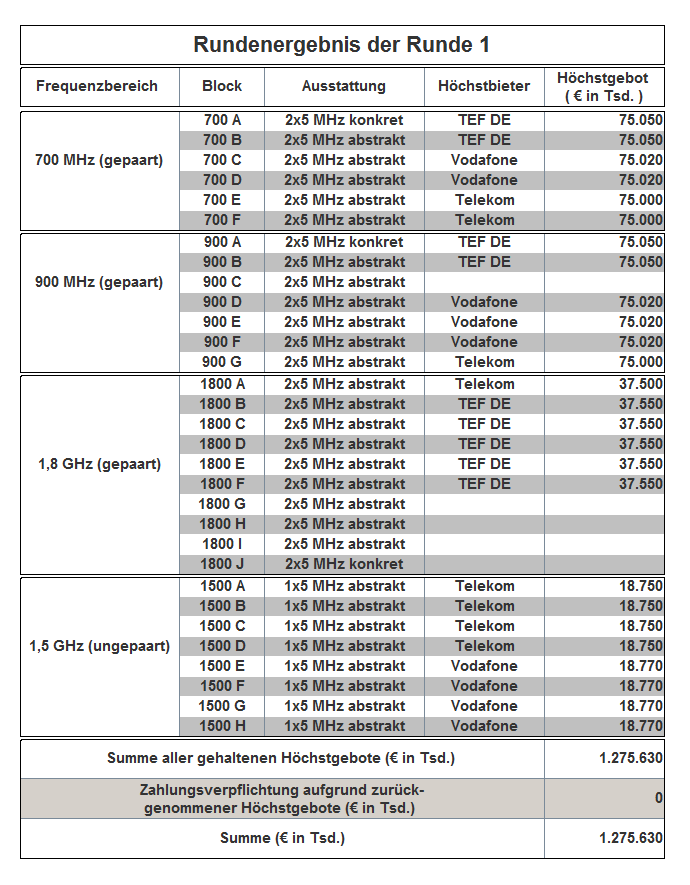 Rundenergebnis der Runde 1
Frequenzbereich Block Ausstattung Höchstbieter Höchstgebot
( € in Tsd. )
700 MHz (gepaart)
700 A 2x5 MHz konkret TEF DE 75.050
700 B 2x5 MHz abstrakt TEF DE 75.050
700 C 2x5 MHz abstrakt Vodafone 75.020
700 D 2x5 MHz abstrakt Vodafone 75.020
700 E 2x5 MHz abstrakt Telekom 75.000
700 F 2x5 MHz abstrakt Telekom 75.000
900 MHz (gepaart)
900 A 2x5 MHz konkret TEF DE 75.050
900 B 2x5 MHz abstrakt TEF DE 75.050
900 C 2x5 MHz abstrakt
900 D 2x5 MHz abstrakt Vodafone 75.020
900 E 2x5 MHz abstrakt Vodafone 75.020
900 F 2x5 MHz abstrakt Vodafone 75.020
900 G 2x5 MHz abstrakt Telekom 75.000
1,8 GHz (gepaart)
1800 A 2x5 MHz abstrakt Telekom 37.500
1800 B 2x5 MHz abstrakt TEF DE 37.550
1800 C 2x5 MHz abstrakt TEF DE 37.550
1800 D 2x5 MHz abstrakt TEF DE 37.550
1800 E 2x5 MHz abstrakt TEF DE 37.550
1800 F 2x5 MHz abstrakt TEF DE 37.550
1800 G 2x5 MHz abstrakt
1800 H 2x5 MHz abstrakt
1800 I 2x5 MHz abstrakt
1800 J 2x5 MHz konkret
1,5 GHz (ungepaart)
1500 A 1x5 MHz abstrakt Telekom 18.750
1500 B 1x5 MHz abstrakt Telekom 18.750
1500 C 1x5 MHz abstrakt Telekom 18.750
1500 D 1x5 MHz abstrakt Telekom 18.750
1500 E 1x5 MHz abstrakt Vodafone 18.770
1500 F 1x5 MHz abstrakt Vodafone 18.770
1500 G 1x5 MHz abstrakt Vodafone 18.770
1500 H 1x5 MHz abstrakt Vodafone 18.770
Summe aller gehaltenen Höchstgebote (€ in Tsd.) 1.275.630
Zahlungsverpflichtung aufgrund zurück-
genommener Höchstgebote (€ in Tsd.) 0
Summe (€ in Tsd.) 1.275.630